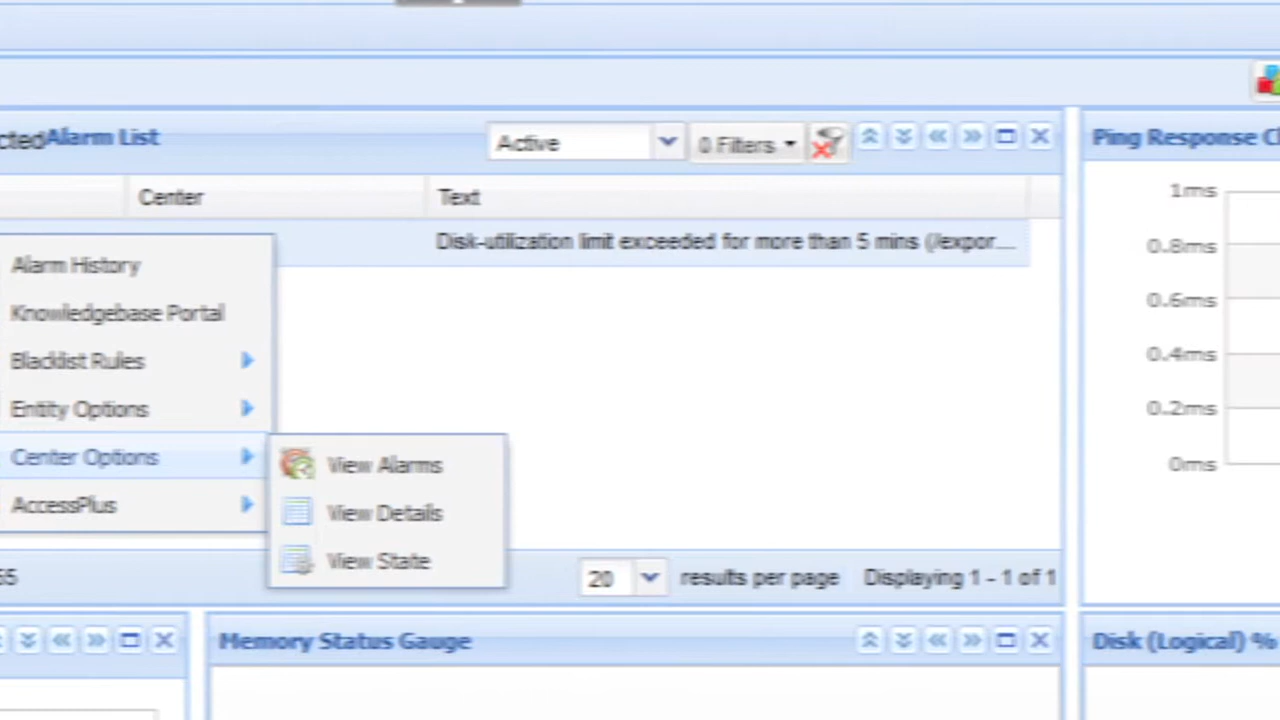 cted Alarm List
Active
0 Filters
Ping Response C
Center
Text
Disk-utilization limit exceeded for more than 5 mins (/expor...
Alarm History
Knowledgebase Portal
Blacklist Rules
Entity Options
Center Options
AccessPlus
View Alarms
View Details
View State
1ms
0.8ms
0.6ms
0.4ms
0.2ms
0ms
20
results per page
Displaying 1 - 1 of 1
Memory Status Gauge
Disk (Logical) %